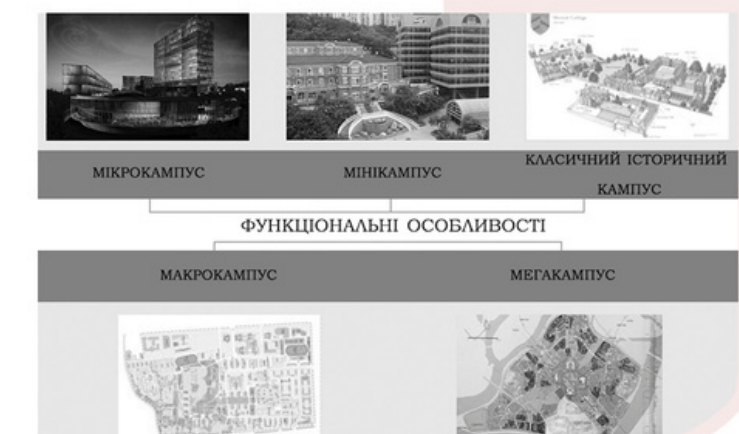 МІКРОКАМПУС
МІНІКАМПУС
КЛАСИЧНИЙ ІСТОРИЧНИЙ
КАМПУС
ФУНКЦІОНАЛЬНІ ОСОБЛИВОСТІ
МАКРОКАМПУС
МЕГАКАМПУС